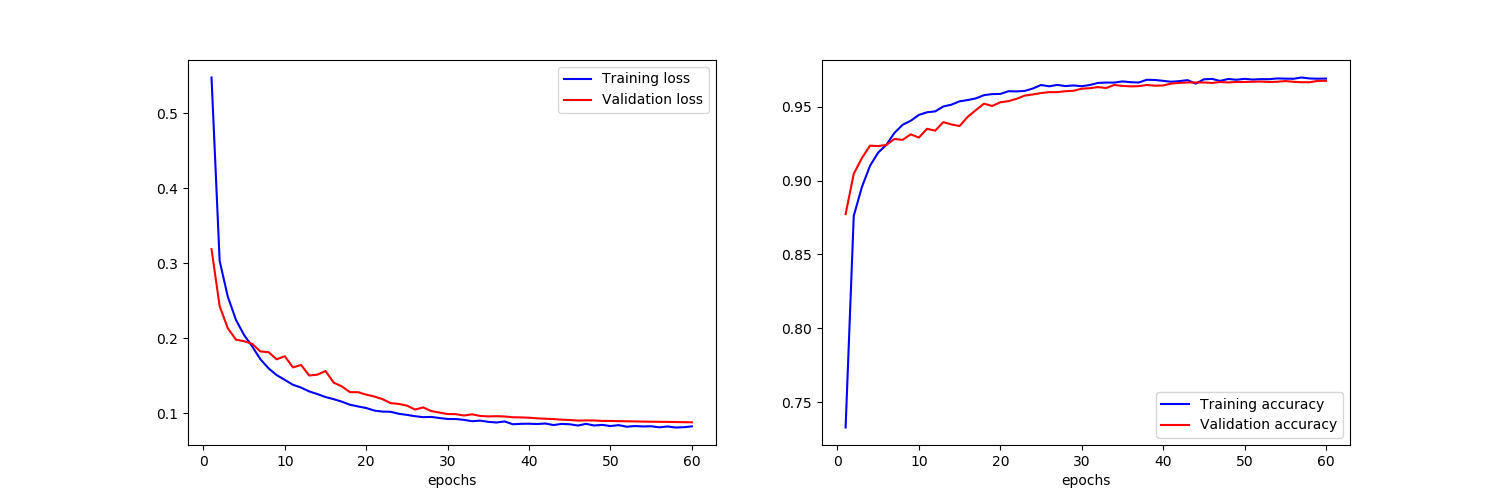 Training loss
Validation loss
0.5
0.4
0.3
0.2
0.1
0 10 20 30 40 50 60
epochs
0.95
0.90
0.85
0.80
0.75
Training accuracy
Validation accuracy
0 10 20 30 40 50 60
epochs